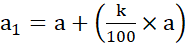 a₁ = a + (k/100 × a)